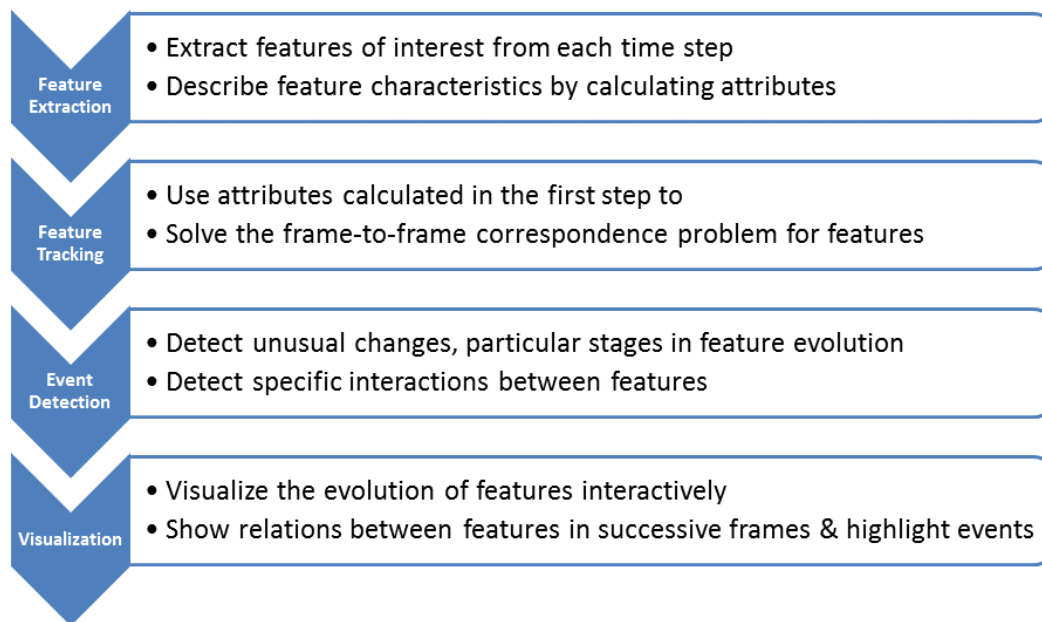 Feature
Extraction
• Extract features of interest from each time step
• Describe feature characteristics by calculating attributes
Feature
Tracking
• Use attributes calculated in the first step to
• Solve the frame-to-frame correspondence problem for features
Event
Detection
• Detect unusual changes, particular stages in feature evolution
• Detect specific interactions between features
Visualization
• Visualize the evolution of features interactively
• Show relations between features in successive frames & highlight events